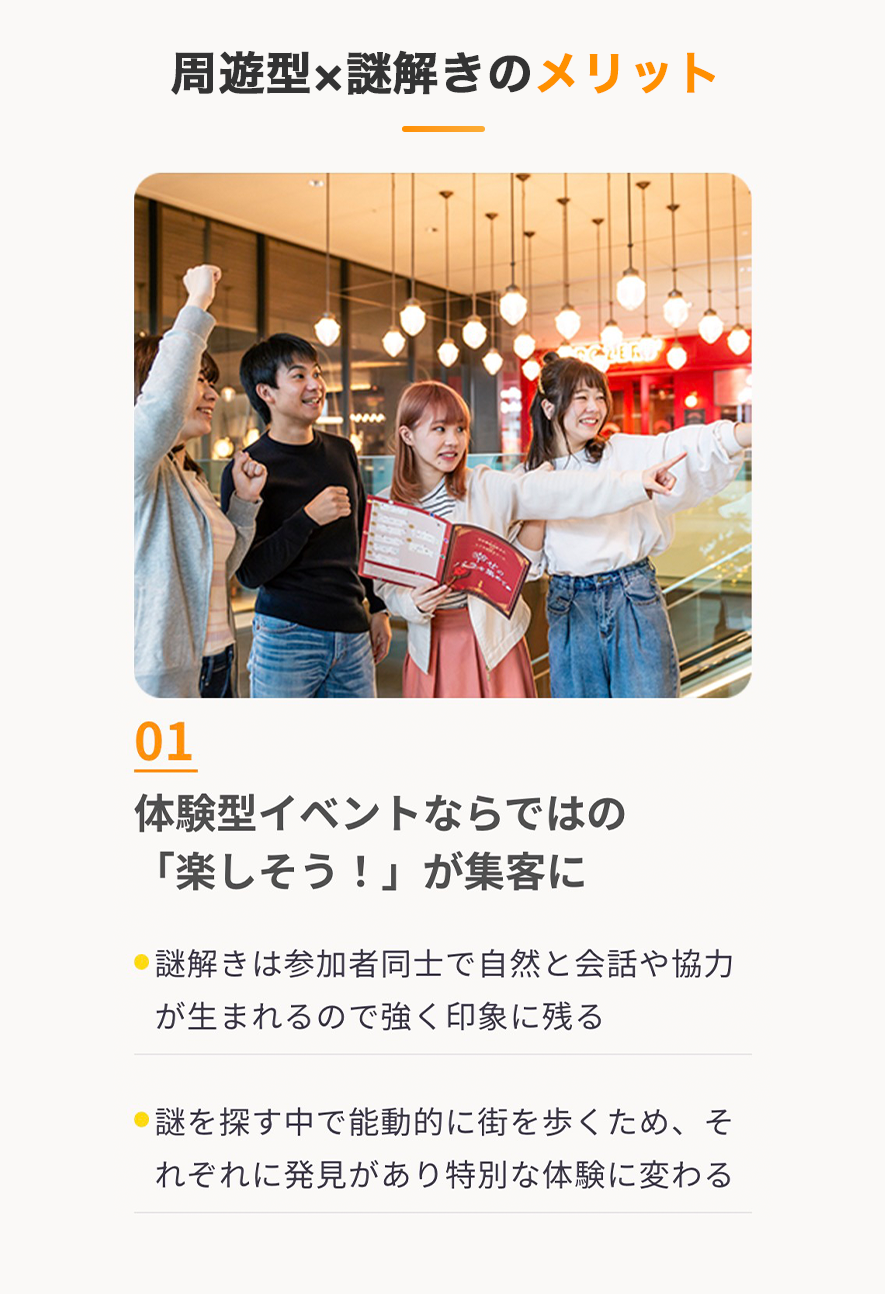 周遊型×謎解きのメリット
01
体験型イベントならではの
「楽しそう！」が集客に
謎解きは参加者同士で自然と会話や協力
が生まれるので強く印象に残る
謎を探す中で能動的に街を歩くため、そ
れぞれに発見があり特別な体験に変わる